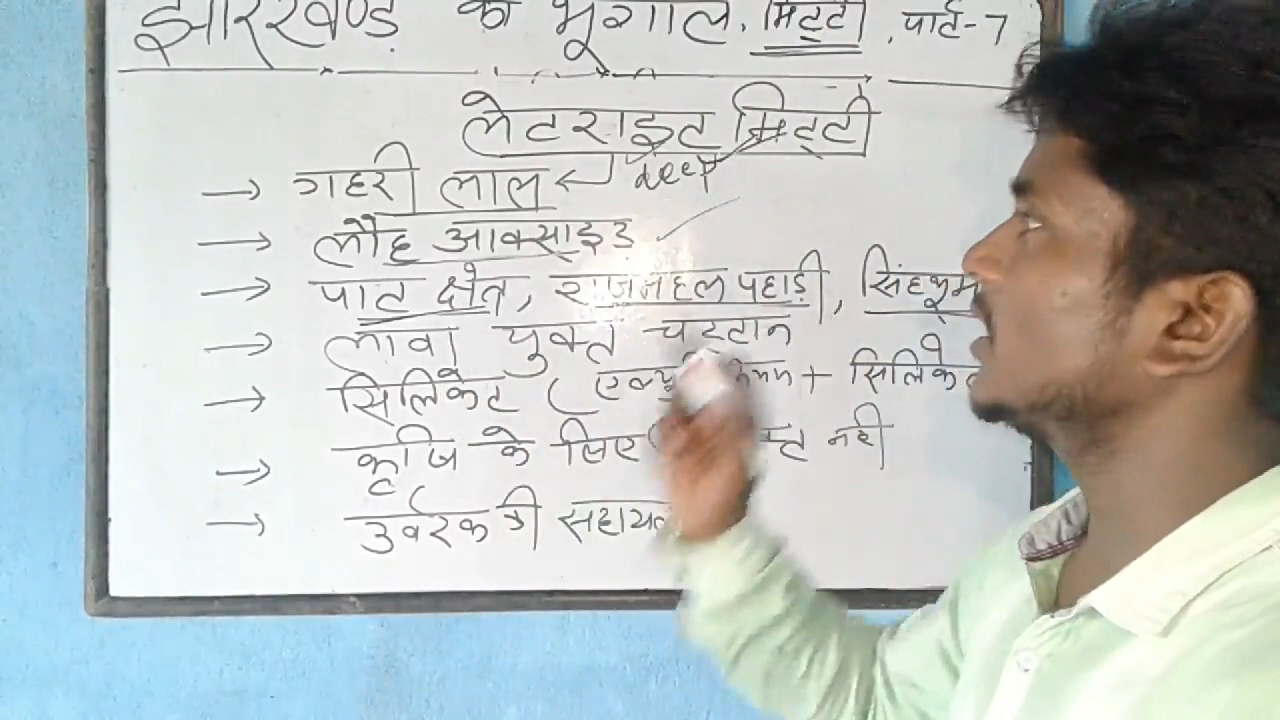 झारखण्ड का भूगोल, मिट्टी, पार्ट-7
लेटराइट मिट्टी
→ गहरी लाल ← deep
→ लौह आक्साइड
→ पाट क्षेत्र, राजमहल पहाड़ी, सिंहभूम
लावा युक्त चट्टान
→ सिलिकेट ( + सिलिकेट
→ कृषि के लिए नही
→ उर्वरक की